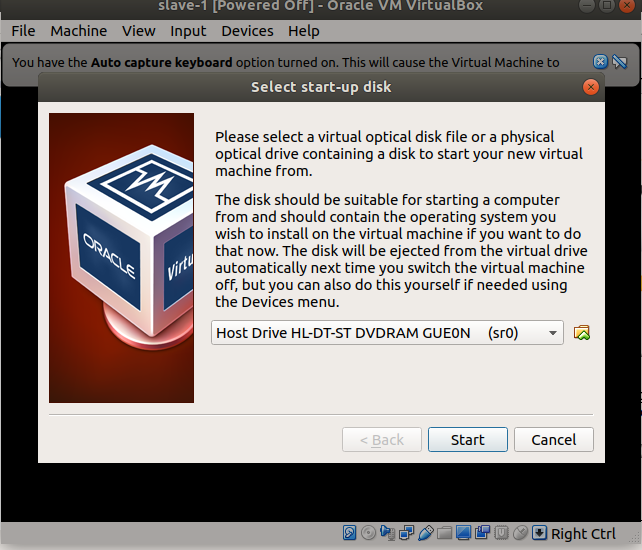 slave-1 [Powered Off] - Oracle VM VirtualBox
File Machine View Input Devices Help
You have the Auto capture keyboard option turned on. This will cause the Virtual Machine to
Select start-up disk
Please select a virtual optical disk file or a physical
optical drive containing a disk to start your new virtual
machine from.
The disk should be suitable for starting a computer
from and should contain the operating system you
wish to install on the virtual machine if you want to do
that now. The disk will be ejected from the virtual drive
automatically next time you switch the virtual machine
off, but you can also do this yourself if needed using
the Devices menu.
ORACLE
Virtu
Host Drive HL-DT-ST DVDRAM GUE0N (sr0)
< Back Start Cancel
Right Ctrl